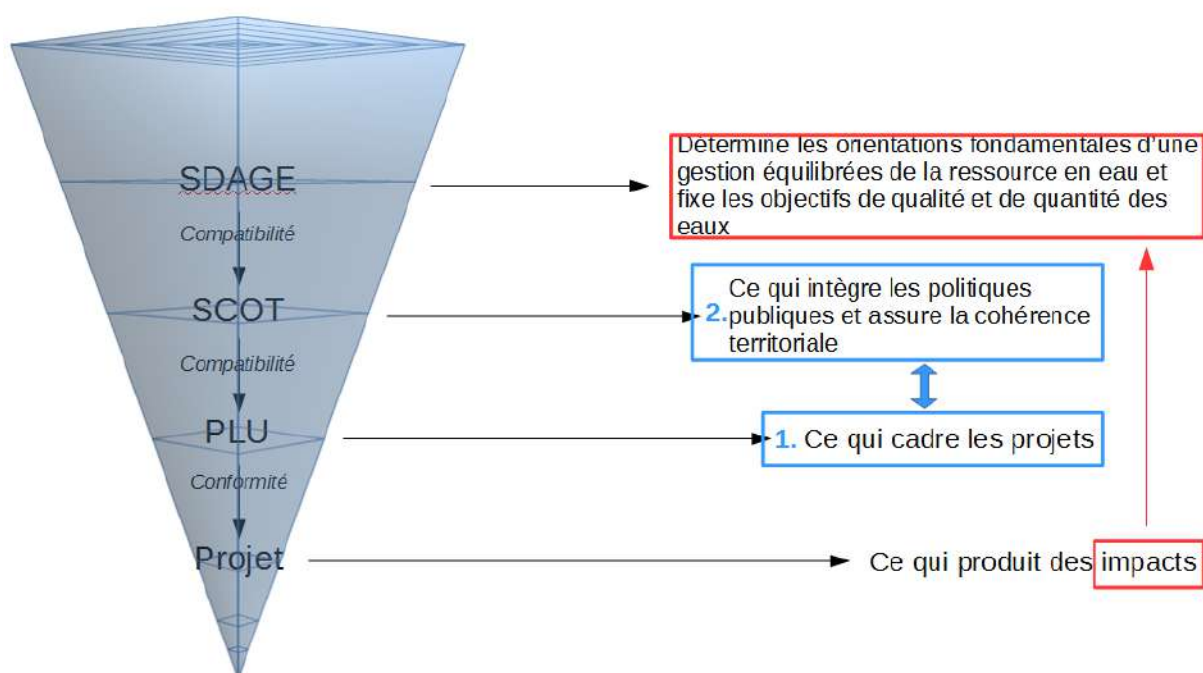 SDAGE
Compatibilité
SCOT
Compatibilité
PLU
Conformité
Projet
Détermine les orientations fondamentales d'une
gestion équilibrées de la ressource en eau et
fixe les objectifs de qualité et de quantité des
eaux
2. Ce qui intègre les politiques
publiques et assure la cohérence
territoriale
1. Ce qui cadre les projets
Ce qui produit des impacts